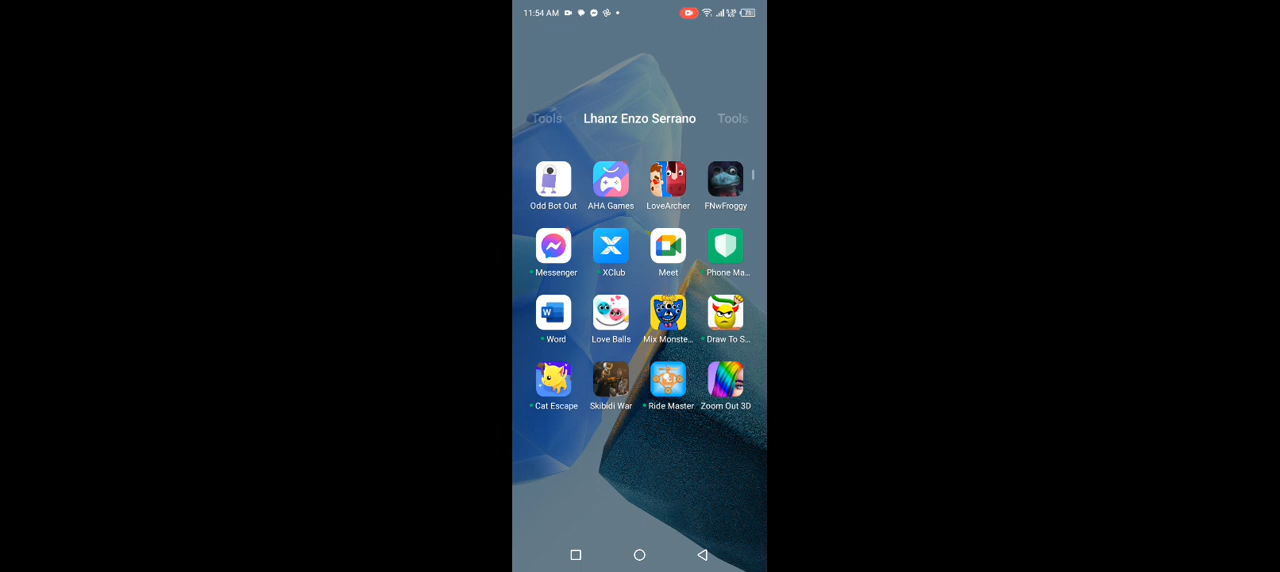 11:54 AM
Tools Lhanz Enzo Serrano Tools
Odd Bot Out AHA Games LoveArcher FNwFroggy
Messenger XClub Meet Phone Ma...
W
Word Love Balls Mix Monste... Draw To S...
Cat Escape Skibidi War Ride Master Zoom Out 3D